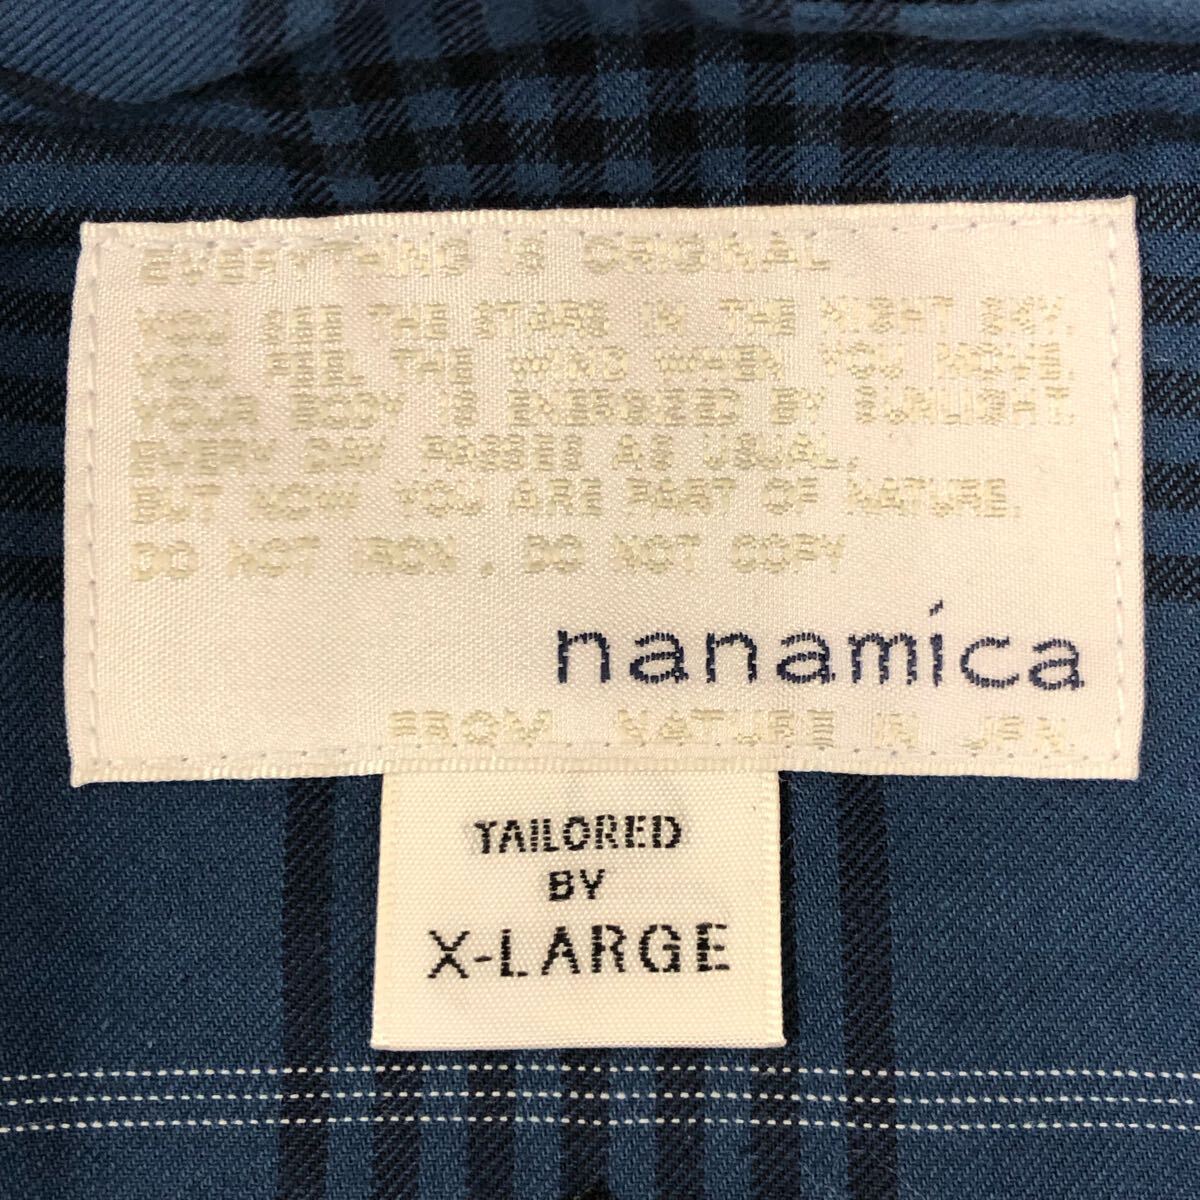 EVERYTHING IS ORIGINAL
YOU SEE THE STARS IN THE NIGHT SKY.
YOU FEEL THE WIND WHEN YOU MOVE.
YOUR BODY IS ENERGIZED BY SUNLIGHT.
EVERY DAY PASSES AS USUAL.
BUT NOW YOU ARE PART OF NATURE.
DO NOT IRON. DO NOT COPY
nanamíca
FROM NATURE IN JPN.
TAILORED
BY
X-LARGE